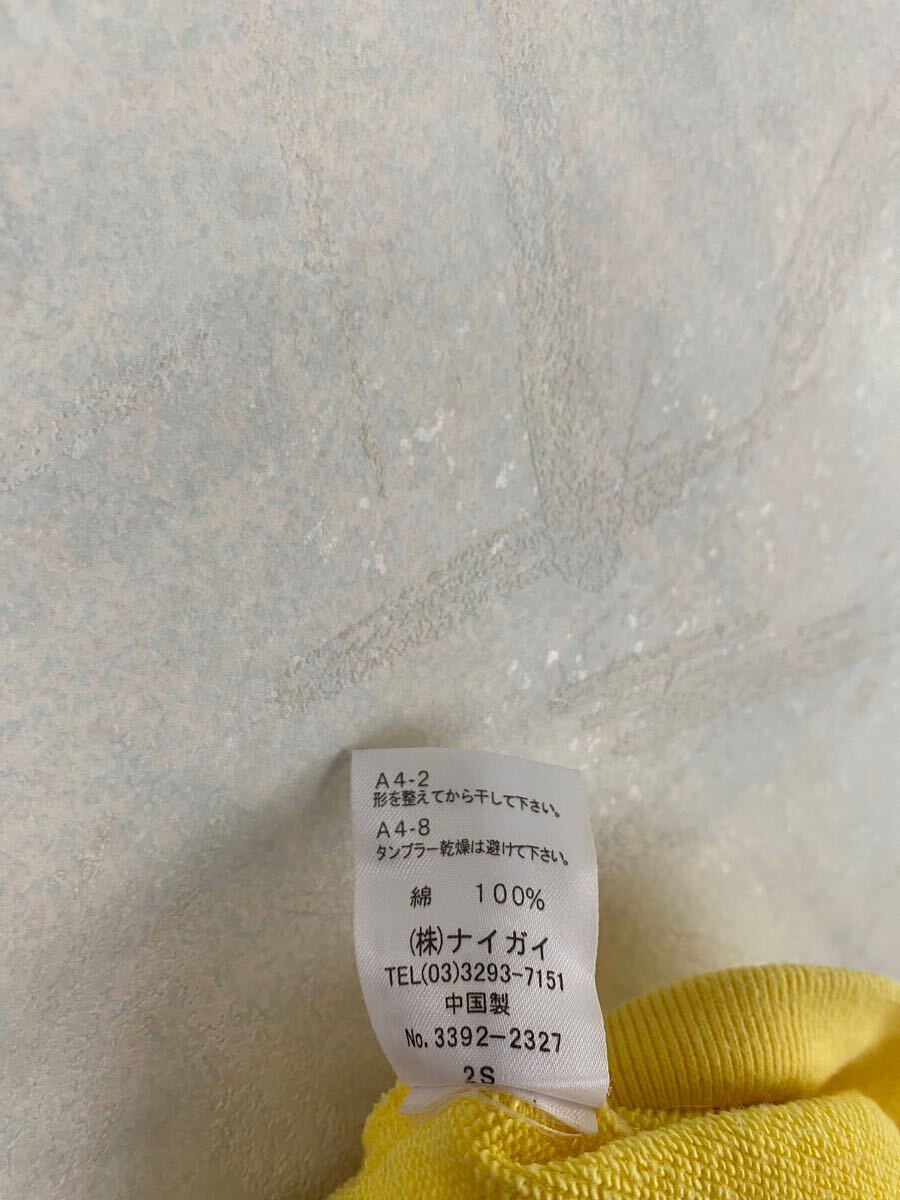 A4-2
形を整えてから干して下さい。
A4-8
タンブラー乾燥は避けて下さい。
綿 100%
(株)ナイガイ
TEL(03)3293-7151
中国製
No. 3392-2327
2S